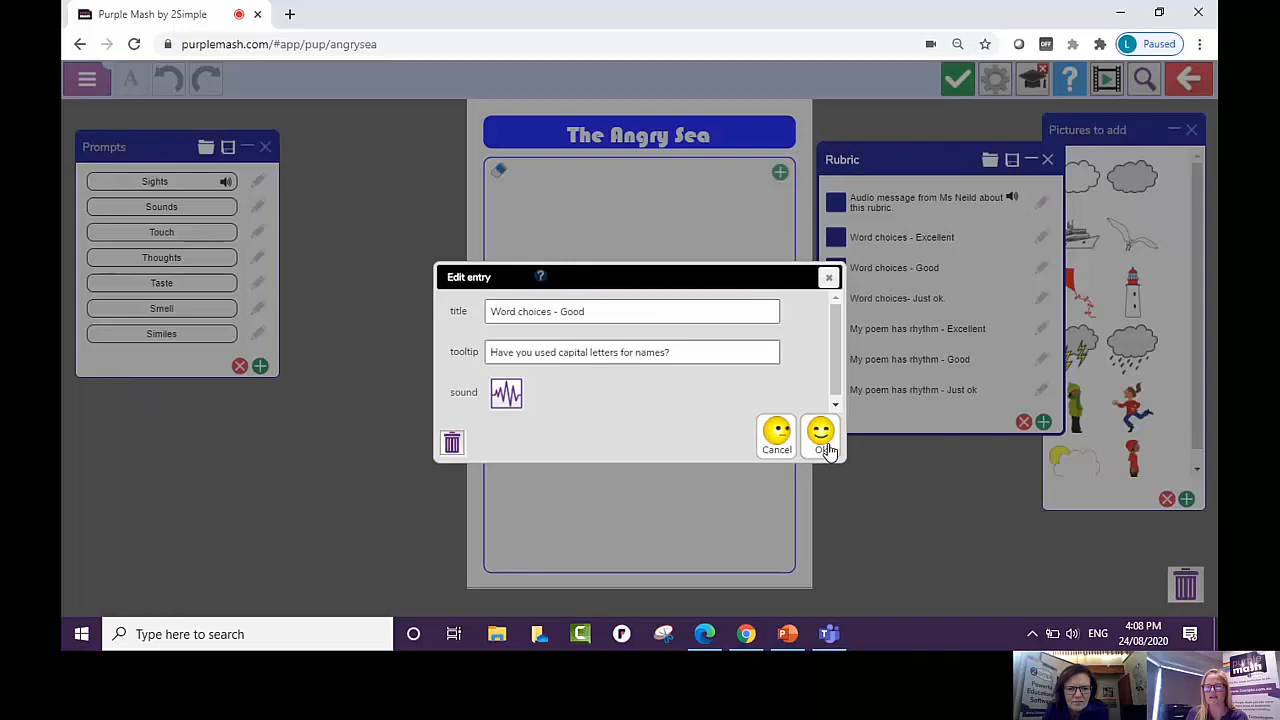 Purple Mash by 2Simple
purplemash.com/#app/pup/angrysea
OFF
L Paused
A
?
The Angry Sea
Prompts
Sights
Sounds
Touch
Thoughts
Taste
Smell
Similes
Pictures to add
Rubric
Audio message from Ms Neild about
this rubric.
Word choices - Excellent
Word choices - Good
Word choices- Just ok.
My poem has rhythm - Excellent
My poem has rhythm - Good
My poem has rhythm - Just ok
Edit entry ?
title Word choices - Good
tooltip Have you used capital letters for names?
sound
Cancel
Type here to search
ENG
4:08 PM
24/08/2020
purple
mash